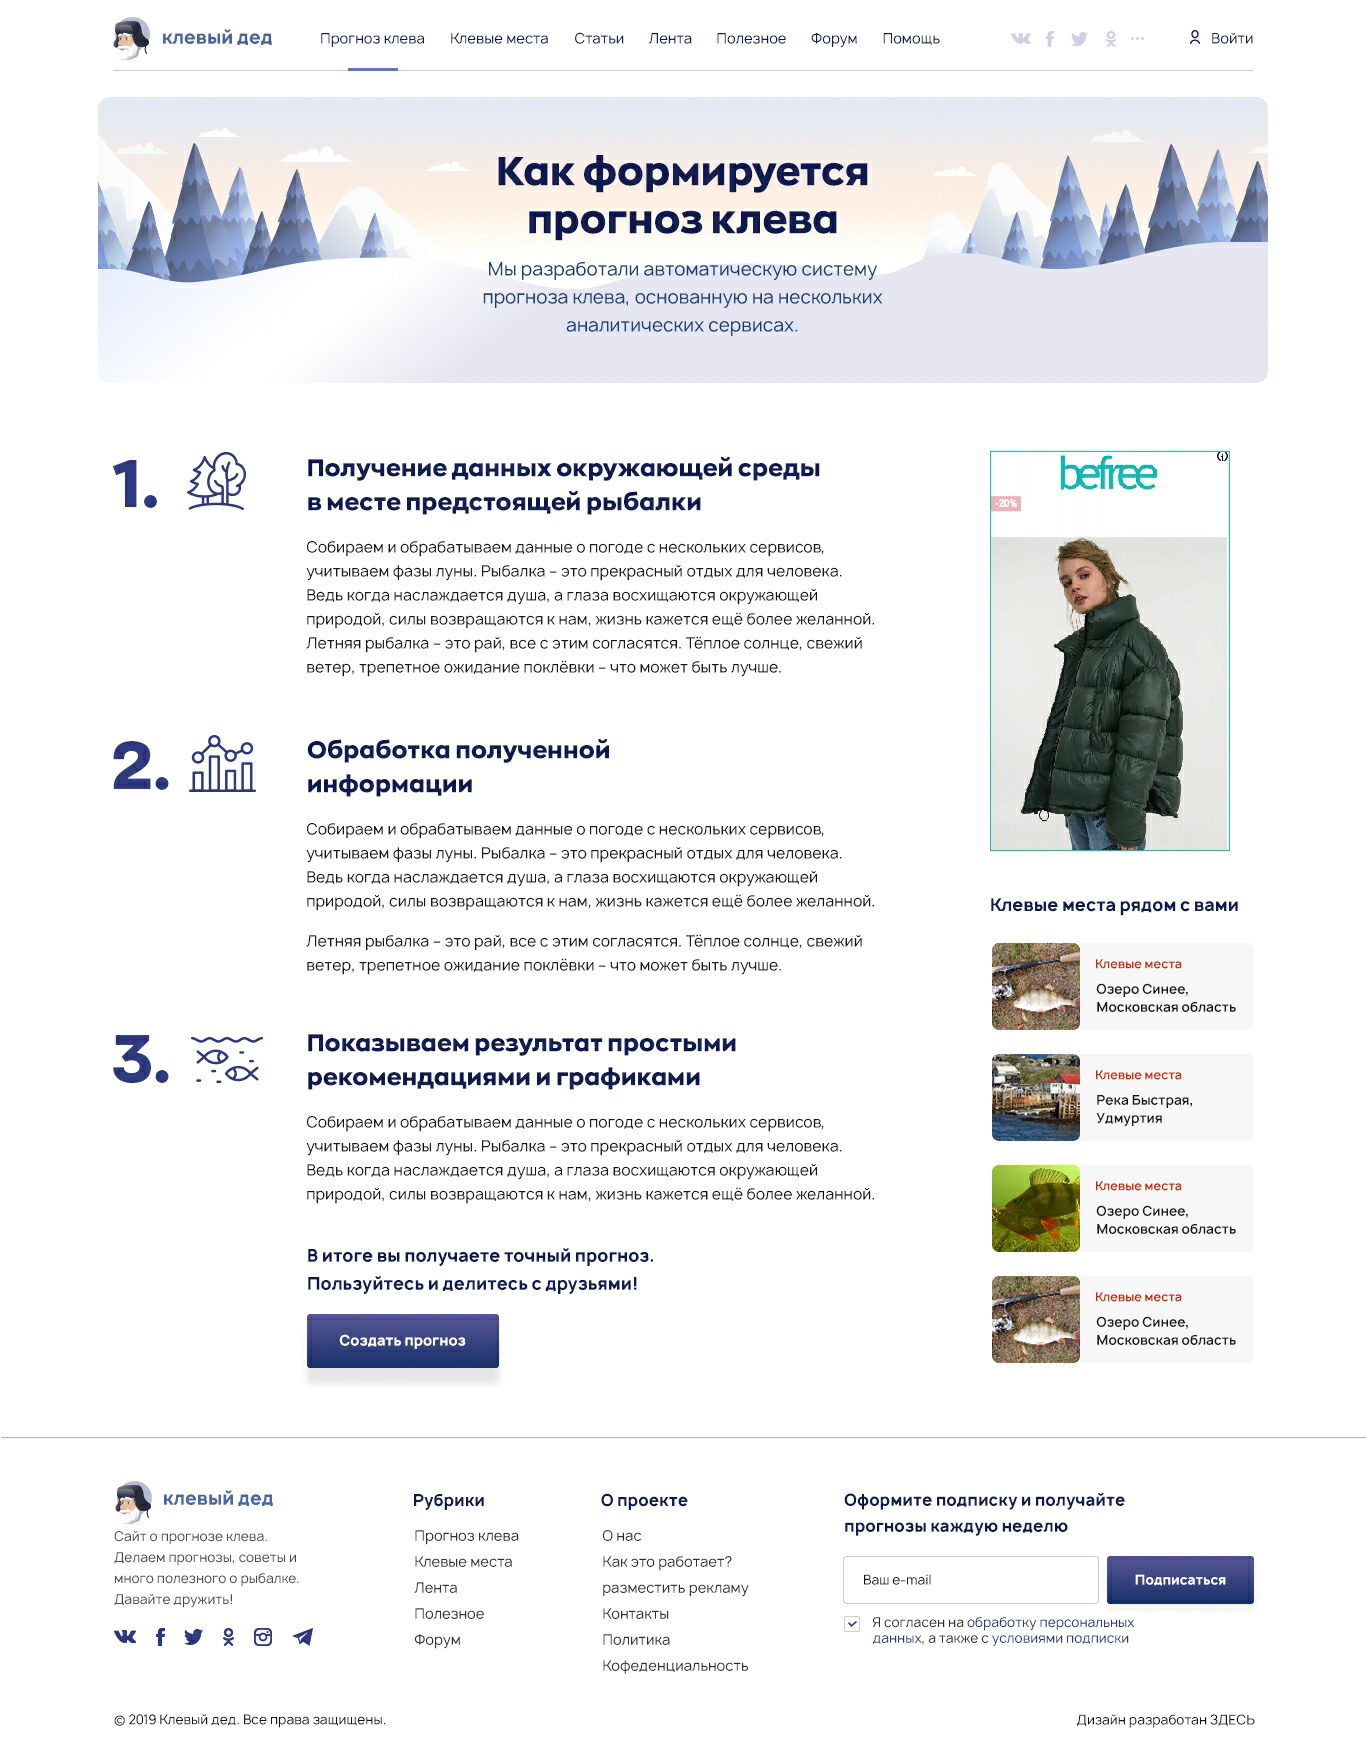 клевый дед
Прогноз клева Клевые места Статьи Лента Полезное Форум Помощь
Войти
Как формируется
прогноз клева
Мы разработали автоматическую систему
прогноза клева, основанную на нескольких
аналитических сервисах.
1.
Получение данных окружающей среды
в месте предстоящей рыбалки
Собираем и обрабатываем данные о погоде с нескольких сервисов,
учитываем фазы луны. Рыбалка – это прекрасный отдых для человека.
Ведь когда наслаждается душа, а глаза восхищаются окружающей
природой, силы возвращаются к нам, жизнь кажется ещё более желанной.
Летняя рыбалка – это рай, все с этим согласятся. Тёплое солнце, свежий
ветер, трепетное ожидание поклёвки – что может быть лучше.
2.
Обработка полученной
информации
Собираем и обрабатываем данные о погоде с нескольких сервисов,
учитываем фазы луны. Рыбалка – это прекрасный отдых для человека.
Ведь когда наслаждается душа, а глаза восхищаются окружающей
природой, силы возвращаются к нам, жизнь кажется ещё более желанной.
Летняя рыбалка – это рай, все с этим согласятся. Тёплое солнце, свежий
ветер, трепетное ожидание поклёвки – что может быть лучше.
3.
Показываем результат простыми
рекомендациями и графиками
Собираем и обрабатываем данные о погоде с нескольких сервисов,
учитываем фазы луны. Рыбалка – это прекрасный отдых для человека.
Ведь когда наслаждается душа, а глаза восхищаются окружающей
природой, силы возвращаются к нам, жизнь кажется ещё более желанной.
В итоге вы получаете точный прогноз.
Пользуйтесь и делитесь с друзьями!
Создать прогноз
befree
-20%
Клевые места рядом с вами
Клевые места
Озеро Синее,
Московская область
Клевые места
Река Быстрая,
Удмуртия
Клевые места
Озеро Синее,
Московская область
Клевые места
Озеро Синее,
Московская область
клевый дед
Сайт о прогнозе клева.
Делаем прогнозы, советы и
много полезного о рыбалке.
Давайте дружить!
Рубрики
Прогноз клева
Клевые места
Лента
Полезное
Форум
О проекте
О нас
Как это работает?
разместить рекламу
Контакты
Политика
Кофеденциальность
Оформите подписку и получайте
прогнозы каждую неделю
Ваш e-mail
Подписаться
Я согласен на обработку персональных
данных, а также с условиями подписки
© 2019 Клевый дед. Все права защищены.
Дизайн разработан ЗДЕСЬ